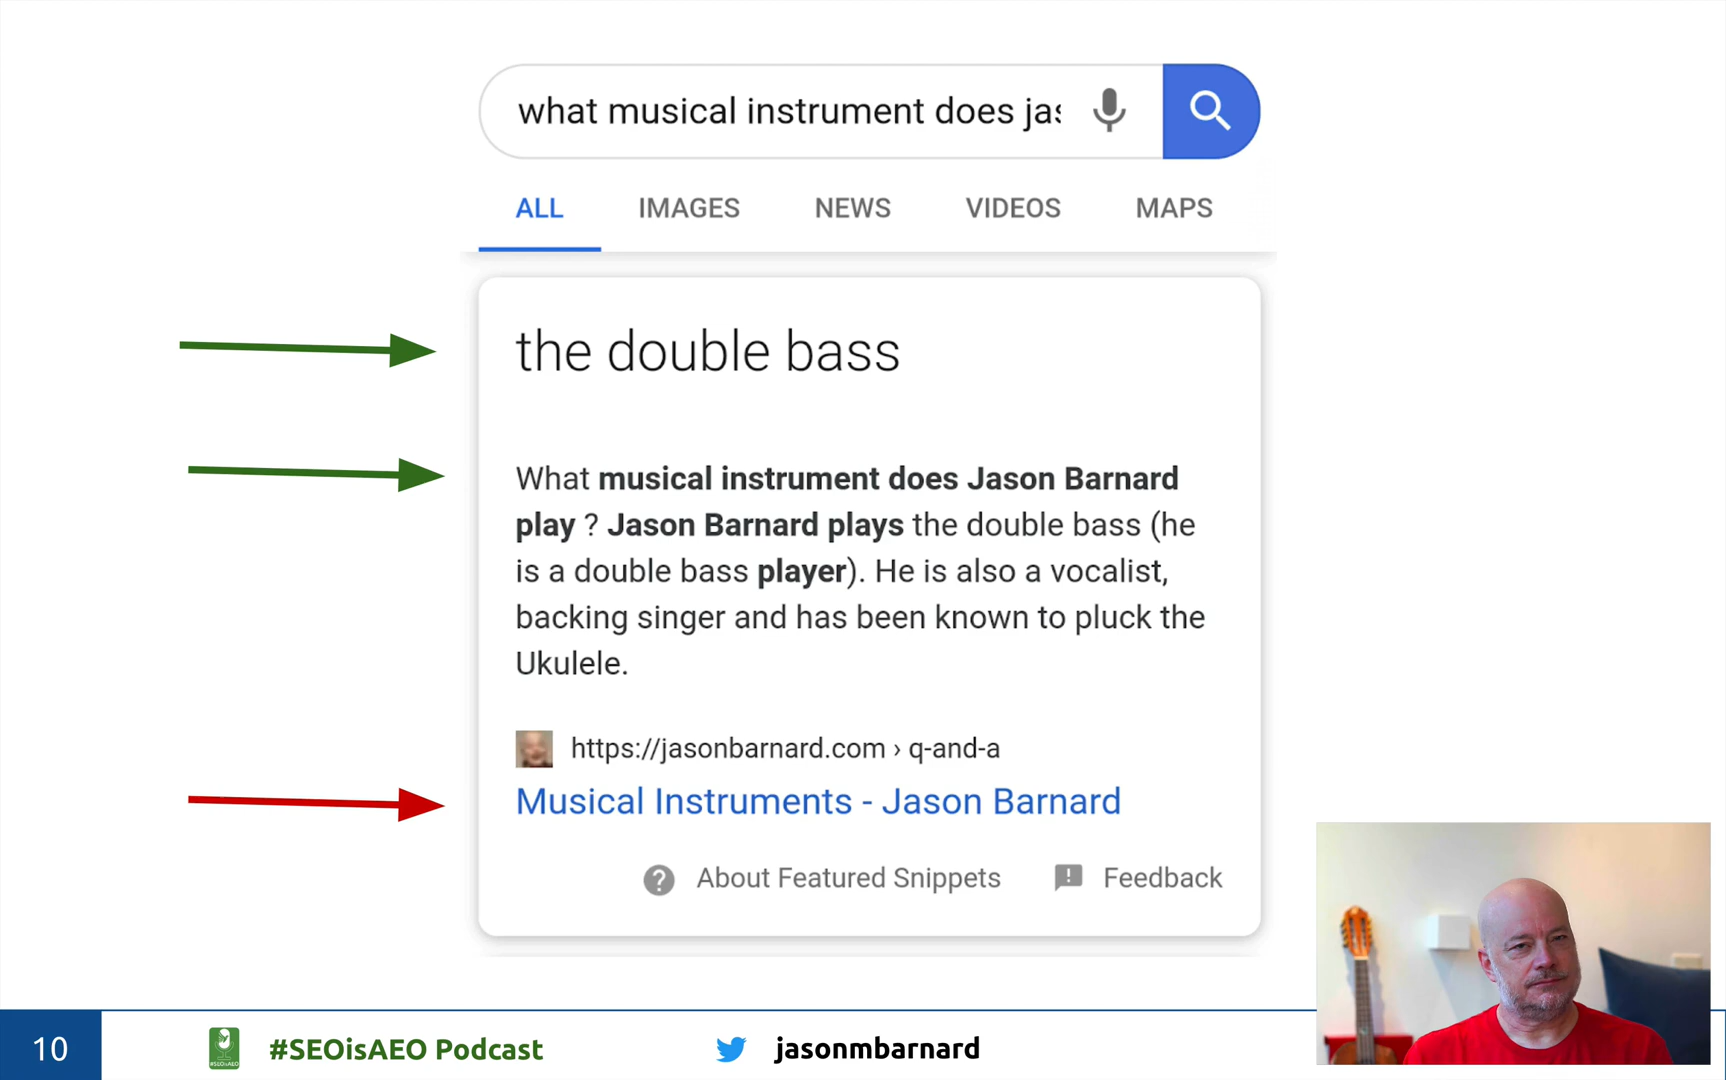 what musical instrument does jas
ALL IMAGES NEWS VIDEOS MAPS
the double bass
What musical instrument does Jason Barnard
play ? Jason Barnard plays the double bass (he
is a double bass player). He is also a vocalist,
backing singer and has been known to pluck the
Ukulele.
https://jasonbarnard.com › q-and-a
Musical Instruments - Jason Barnard
About Featured Snippets Feedback
10 #SEOisAEO #SEOisAEO Podcast jasonmbarnard